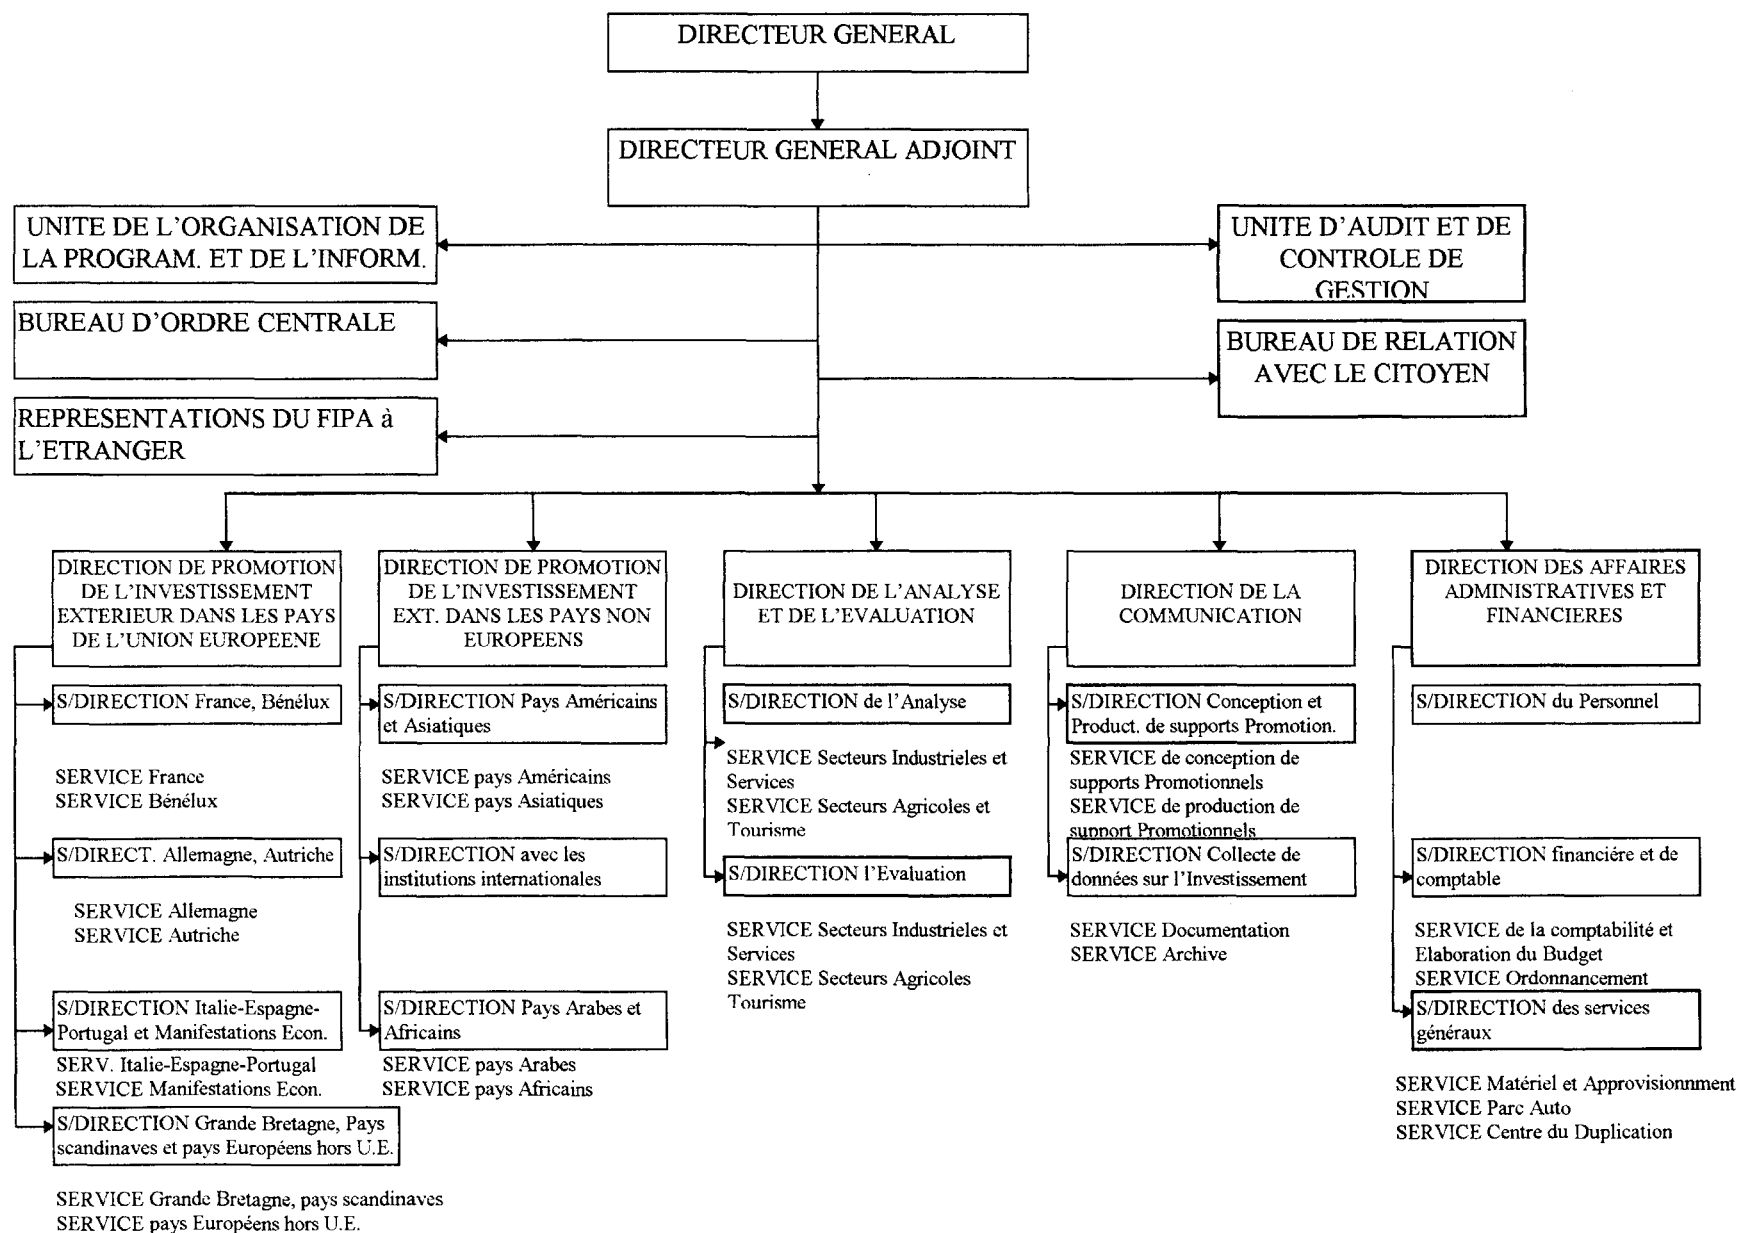 DIRECTEUR GENERAL
DIRECTEUR GENERAL ADJOINT
UNITE DE L'ORGANISATION DE
LA PROGRAM. ET DE L'INFORM.
UNITE D'AUDIT ET DE
CONTROLE DE
GESTION
BUREAU D'ORDRE CENTRALE
BUREAU DE RELATION
AVEC LE CITOYEN
REPRESENTATIONS DU FIPA à
L'ETRANGER
DIRECTION DE PROMOTION
DE L'INVESTISSEMENT
EXTERIEUR DANS LES PAYS
DE L'UNION EUROPEENE
S/DIRECTION France, Bénélux
SERVICE France
SERVICE Bénélux
S/DIRECT. Allemagne, Autriche
SERVICE Allemagne
SERVICE Autriche
S/DIRECTION Italie-Espagne-
Portugal et Manifestations Econ.
SERV. Italie-Espagne-Portugal
SERVICE Manifestations Econ.
S/DIRECTION Grande Bretagne, Pays
scandinaves et pays Européens hors U.E.
SERVICE Grande Bretagne, pays scandinaves
SERVICE pays Européens hors U.E.
DIRECTION DE PROMOTION
DE L'INVESTISSEMENT
EXT. DANS LES PAYS NON
EUROPEENS
S/DIRECTION Pays Américains
et Asiatiques
SERVICE pays Américains
SERVICE pays Asiatiques
S/DIRECTION avec les
institutions internationales
S/DIRECTION Pays Arabes et
Africains
SERVICE pays Arabes
SERVICE pays Africains
DIRECTION DE L'ANALYSE
ET DE L'EVALUATION
S/DIRECTION de l'Analyse
SERVICE Secteurs Industrieles et
Services
SERVICE Secteurs Agricoles et
Tourisme
S/DIRECTION l'Evaluation
SERVICE Secteurs Industrieles et
Services
SERVICE Secteurs Agricoles
Tourisme
DIRECTION DE LA
COMMUNICATION
S/DIRECTION Conception et
Product. de supports Promotion.
SERVICE de conception de
supports Promotionnels
SERVICE de production de
support Promotionnels
S/DIRECTION Collecte de
données sur l'Investissement
SERVICE Documentation
SERVICE Archive
DIRECTION DES AFFAIRES
ADMINISTRATIVES ET
FINANCIERES
S/DIRECTION du Personnel
S/DIRECTION financiére et de
comptable
SERVICE de la comptabilité et
Elaboration du Budget
SERVICE Ordonnancement
S/DIRECTION des services
généraux
SERVICE Matériel et Approvisionnment
SERVICE Parc Auto
SERVICE Centre du Duplication